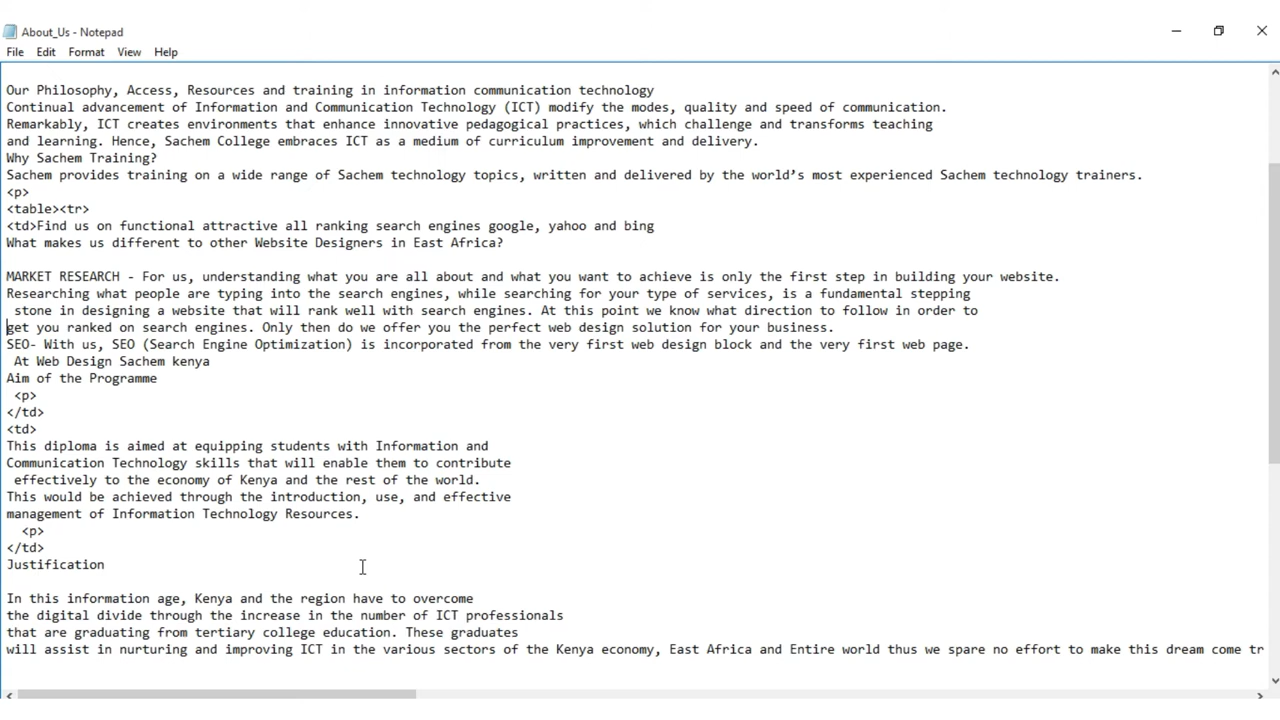 About_Us - Notepad
File Edit Format View Help
Our Philosophy, Access, Resources and training in information communication technology
Continual advancement of Information and Communication Technology (ICT) modify the modes, quality and speed of communication.
Remarkably, ICT creates environments that enhance innovative pedagogical practices, which challenge and transforms teaching
and learning. Hence, Sachem College embraces ICT as a medium of curriculum improvement and delivery.
Why Sachem Training?
Sachem provides training on a wide range of Sachem technology topics, written and delivered by the world’s most experienced Sachem technology trainers.
<p>
<table><tr>
<td>Find us on functional attractive all ranking search engines google, yahoo and bing
What makes us different to other Website Designers in East Africa?
MARKET RESEARCH - For us, understanding what you are all about and what you want to achieve is only the first step in building your website.
Researching what people are typing into the search engines, while searching for your type of services, is a fundamental stepping
stone in designing a website that will rank well with search engines. At this point we know what direction to follow in order to
get you ranked on search engines. Only then do we offer you the perfect web design solution for your business.
SEO- With us, SEO (Search Engine Optimization) is incorporated from the very first web design block and the very first web page.
At Web Design Sachem kenya
Aim of the Programme
<p>
</td>
<td>
This diploma is aimed at equipping students with Information and
Communication Technology skills that will enable them to contribute
effectively to the economy of Kenya and the rest of the world.
This would be achieved through the introduction, use, and effective
management of Information Technology Resources.
<p>
</td>
Justification
In this information age, Kenya and the region have to overcome
the digital divide through the increase in the number of ICT professionals
that are graduating from tertiary college education. These graduates
will assist in nurturing and improving ICT in the various sectors of the Kenya economy, East Africa and Entire world thus we spare no effort to make this dream come tr